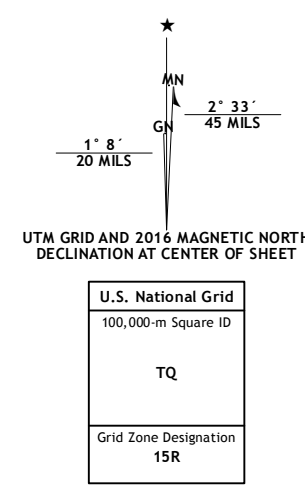 MN
GN
2° 33´
45 MILS
1° 8´
20 MILS
UTM GRID AND 2016 MAGNETIC NORTH
DECLINATION AT CENTER OF SHEET
U.S. National Grid
100,000-m Square ID
TQ
Grid Zone Designation
15R